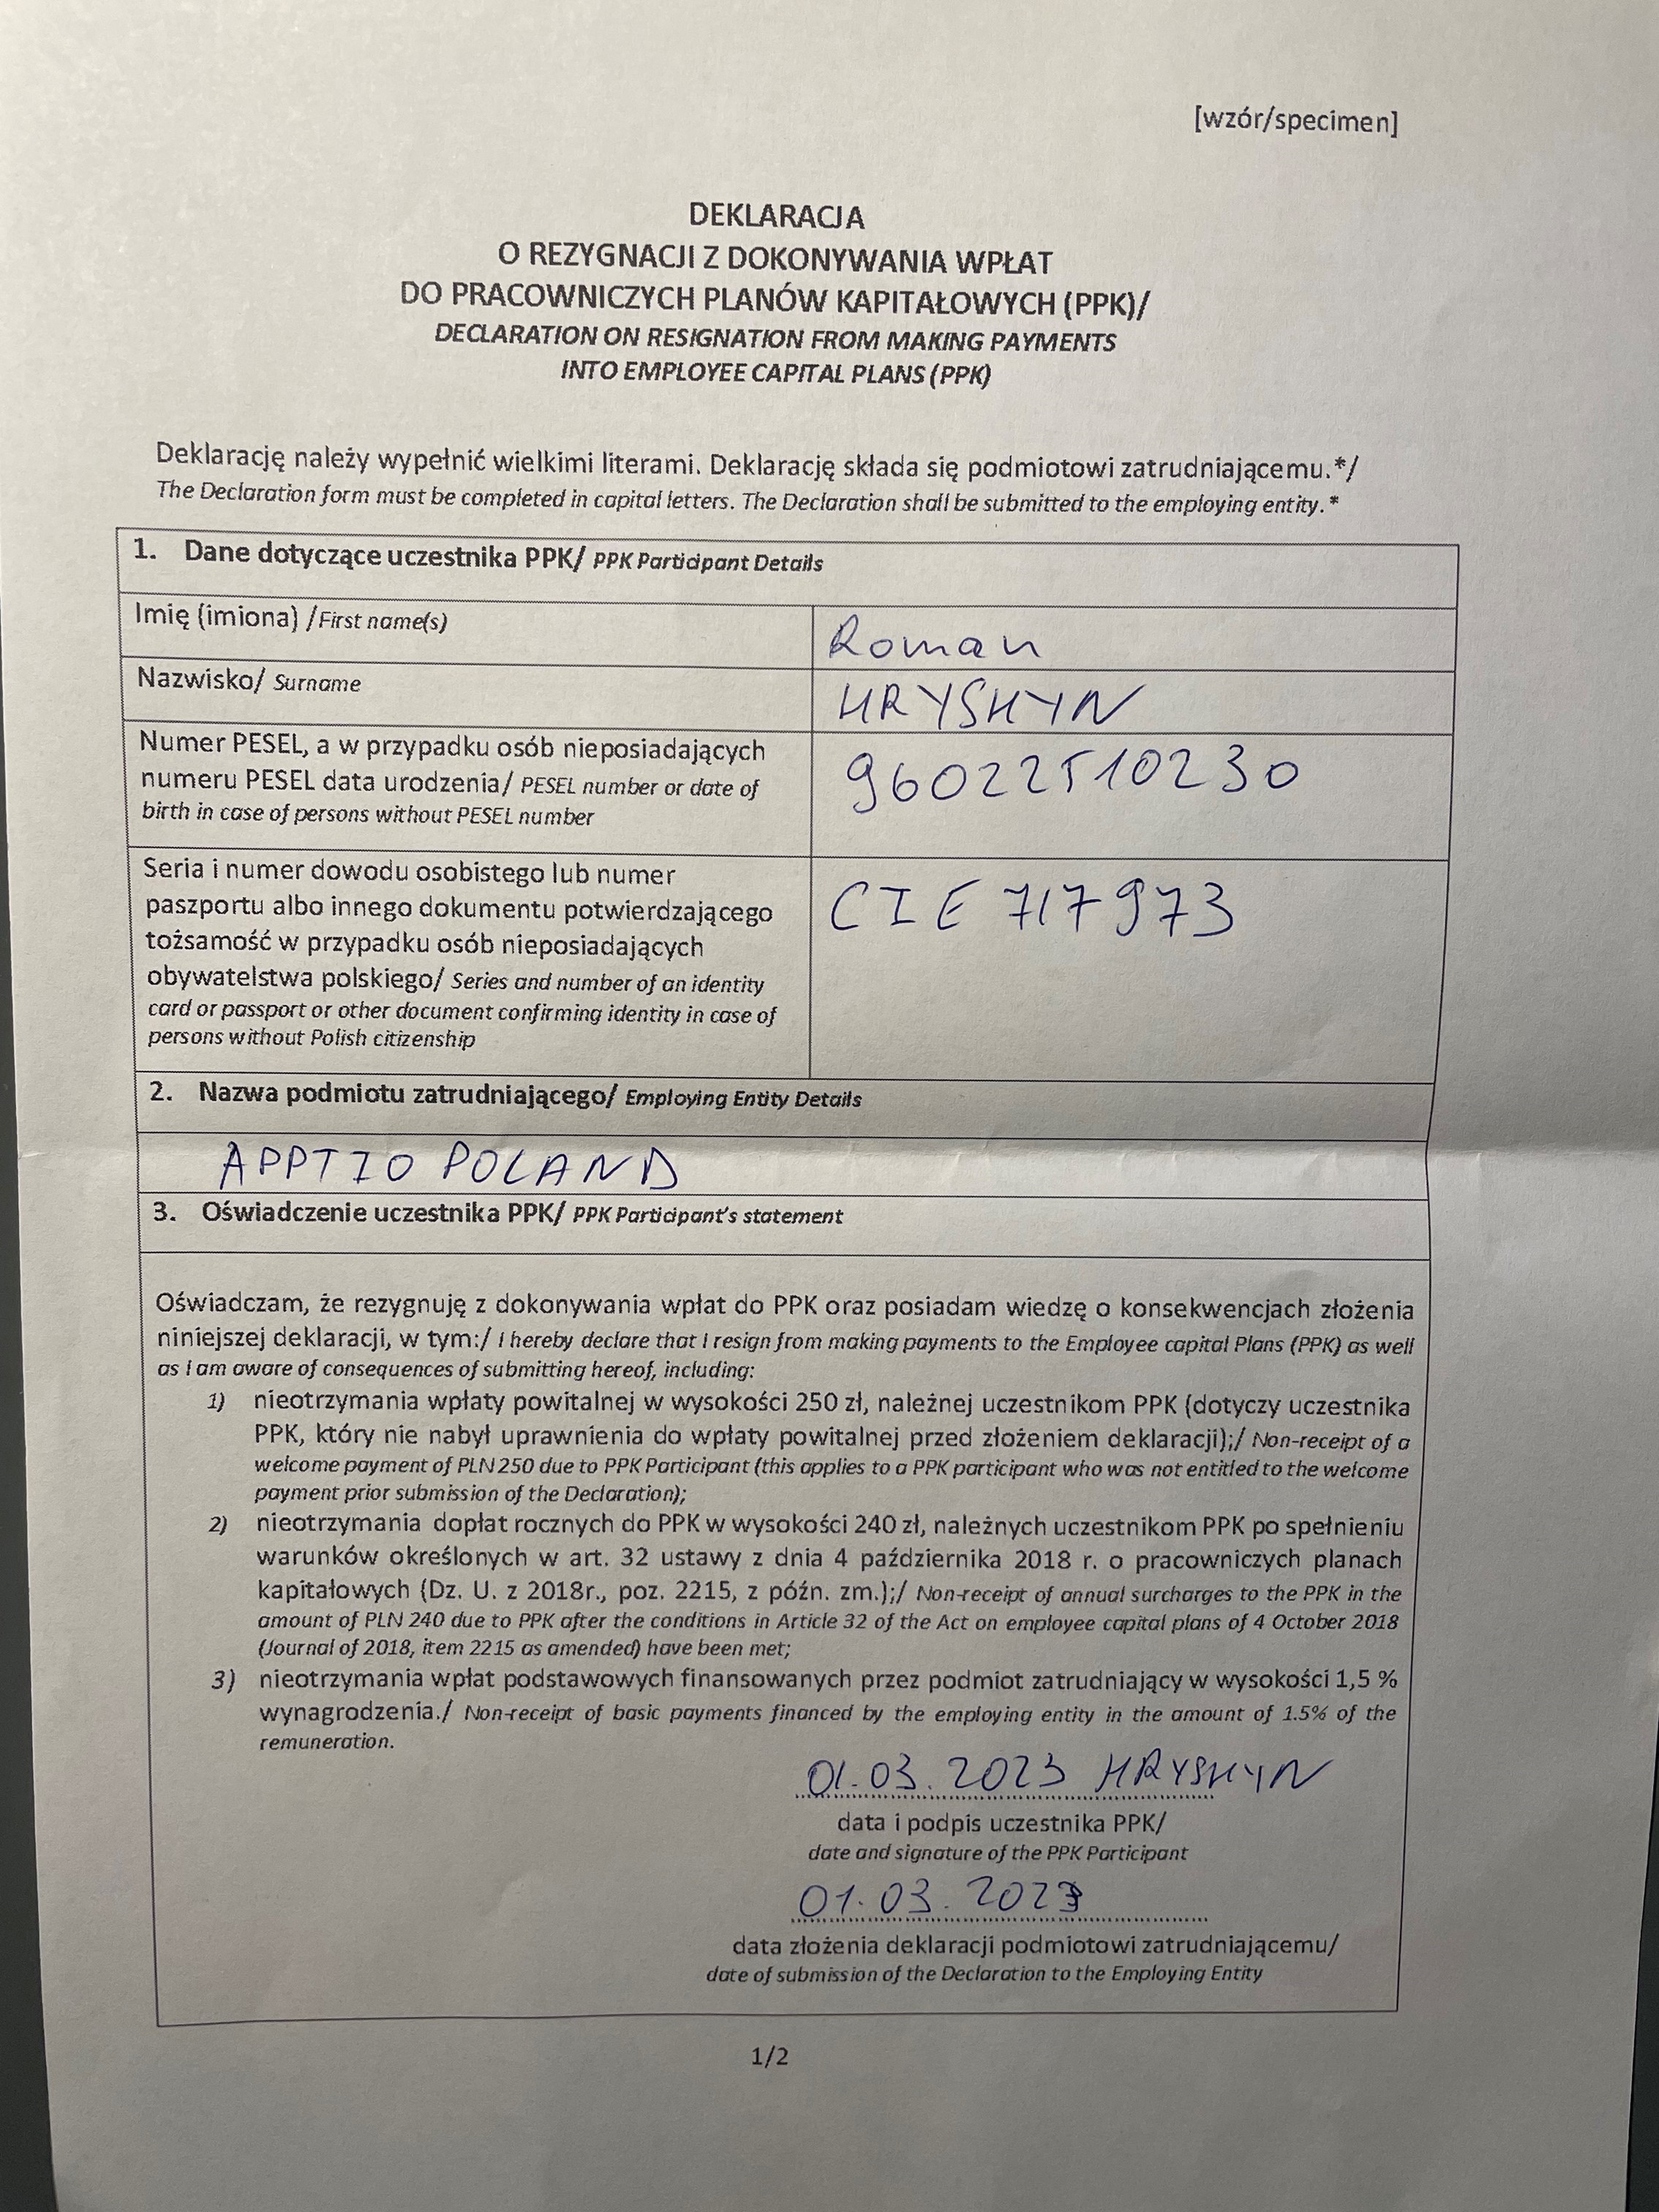 [wzór/specimen]
DEKLARACJA
O REZYGNACJI Z DOKONYWANIA WPŁAT
DO PRACOWNICZYCH PLANÓW KAPITAŁOWYCH (PPK)/
DECLARATION ON RESIGNATION FROM MAKING PAYMENTS
INTO EMPLOYEE CAPITAL PLANS (PPK)
Deklarację należy wypełnić wielkimi literami. Deklarację składa się podmiotowi zatrudniającemu.*/
The Declaration form must be completed in capital letters. The Declaration shall be submitted to the employing entity.*
1. Dane dotyczące uczestnika PPK/ PPK Participant Details
Imię (imiona) /First name(s)
Roman
Nazwisko/ Surname
HRYSHYN
Numer PESEL, a w przypadku osób nieposiadających
numeru PESEL data urodzenia/ PESEL number or date of
birth in case of persons without PESEL number
96022510230
Seria i numer dowodu osobistego lub numer
paszportu albo innego dokumentu potwierdzającego
tożsamość w przypadku osób nieposiadających
obywatelstwa polskiego/ Series and number of an identity
card or passport or other document confirming identity in case of
persons without Polish citizenship
CIE 717973
2. Nazwa podmiotu zatrudniającego/ Employing Entity Details
APPTIO POLAND
3. Oświadczenie uczestnika PPK/ PPK Participant's statement
Oświadczam, że rezygnuję z dokonywania wpłat do PPK oraz posiadam wiedzę o konsekwencjach złożenia
niniejszej deklaracji, w tym:/ I hereby declare that I resign from making payments to the Employee capital Plans (PPK) as well
as I am aware of consequences of submitting hereof, including:
1) nieotrzymania wpłaty powitalnej w wysokości 250 zł, należnej uczestnikom PPK (dotyczy uczestnika
PPK, który nie nabył uprawnienia do wpłaty powitalnej przed złożeniem deklaracji);/ Non-receipt of a
welcome payment of PLN 250 due to PPK Participant (this applies to a PPK participant who was not entitled to the welcome
payment prior submission of the Declaration);
2) nieotrzymania dopłat rocznych do PPK w wysokości 240 zł, należnych uczestnikom PPK po spełnieniu
warunków określonych w art. 32 ustawy z dnia 4 października 2018 r. o pracowniczych planach
kapitałowych (Dz. U. z 2018r., poz. 2215, z późn. zm.);/ Non-receipt of annual surcharges to the PPK in the
amount of PLN 240 due to PPK after the conditions in Article 32 of the Act on employee capital plans of 4 October 2018
(Journal of 2018, item 2215 as amended) have been met;
3) nieotrzymania wpłat podstawowych finansowanych przez podmiot zatrudniający w wysokości 1,5 %
wynagrodzenia./ Non-receipt of basic payments financed by the employing entity in the amount of 1.5% of the
remuneration.
01.03.2023 HRYSHYN
data i podpis uczestnika PPK/
date and signature of the PPK Participant
01.03.2023
data złożenia deklaracji podmiotowi zatrudniającemu/
date of submission of the Declaration to the Employing Entity
1/2